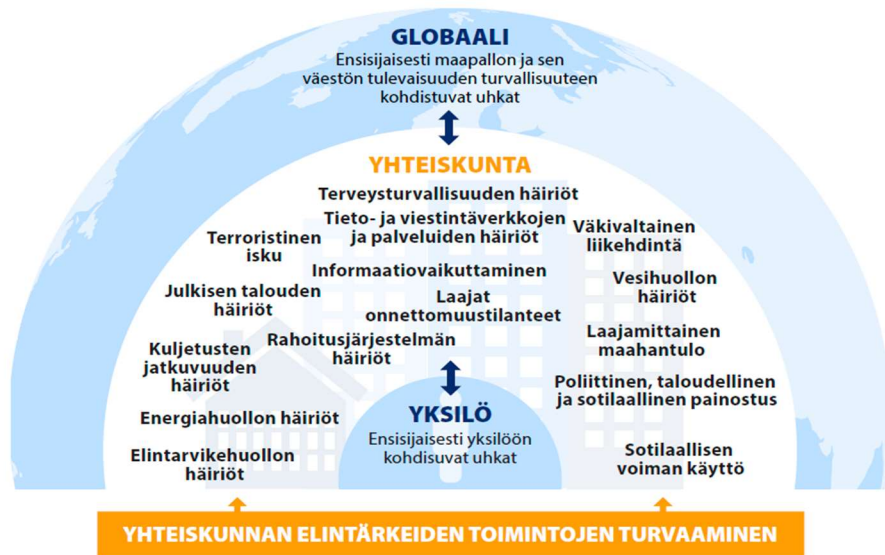 GLOBAALI
Ensisijaisesti maapallon ja sen
väestön tulevaisuuden turvallisuuteen
kohdistuvat uhkat
YHTEISKUNTA
Terveysturvallisuuden häiriöt
Tieto- ja viestintäverkkojen
ja palveluiden häiriöt
Terroristinen
isku
Väkivaltainen
liikehdintä
Informaatiovaikuttaminen
Julkisen talouden
häiriöt
Laajat
onnettomuustilanteet
Vesihuollon
häiriöt
Kuljetusten
jatkuvuuden
häiriöt
Rahoitusjärjestelmän
häiriöt
Laajamittainen
maahantulo
Poliittinen, taloudellinen
ja sotilaallinen painostus
Energiahuollon häiriöt
Elintarvikehuollon
häiriöt
YKSILÖ
Ensisijaisesti yksilöön
kohdisuvat uhkat
Sotilaallisen
voiman käyttö
YHTEISKUNNAN ELINTÄRKEIDEN TOIMINTOJEN TURVAAMINEN